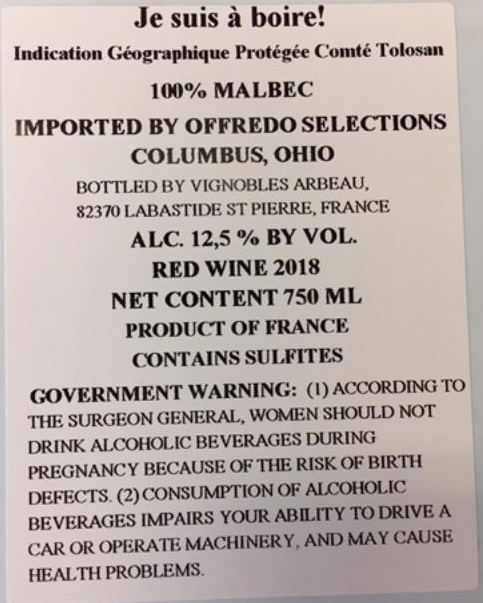 Je suis à boire!
Indication Géographique Protégée Comté Tolosan
100% MALBEC
IMPORTED BY OFFREDO SELECTIONS
COLUMBUS, OHIO
BOTTLED BY VIGNOBLES ARBEAU,
82370 LABASTIDE ST PIERRE, FRANCE
ALC. 12,5 % BY VOL.
RED WINE 2018
NET CONTENT 750 ML
PRODUCT OF FRANCE
CONTAINS SULFITES
GOVERNMENT WARNING: (1) ACCORDING TO
THE SURGEON GENERAL, WOMEN SHOULD NOT
DRINK ALCOHOLIC BEVERAGES DURING
PREGNANCY BECAUSE OF THE RISK OF BIRTH
DEFECTS. (2) CONSUMPTION OF ALCOHOLIC
BEVERAGES IMPAIRS YOUR ABILITY TO DRIVE A
CAR OR OPERATE MACHINERY, AND MAY CAUSE
HEALTH PROBLEMS.